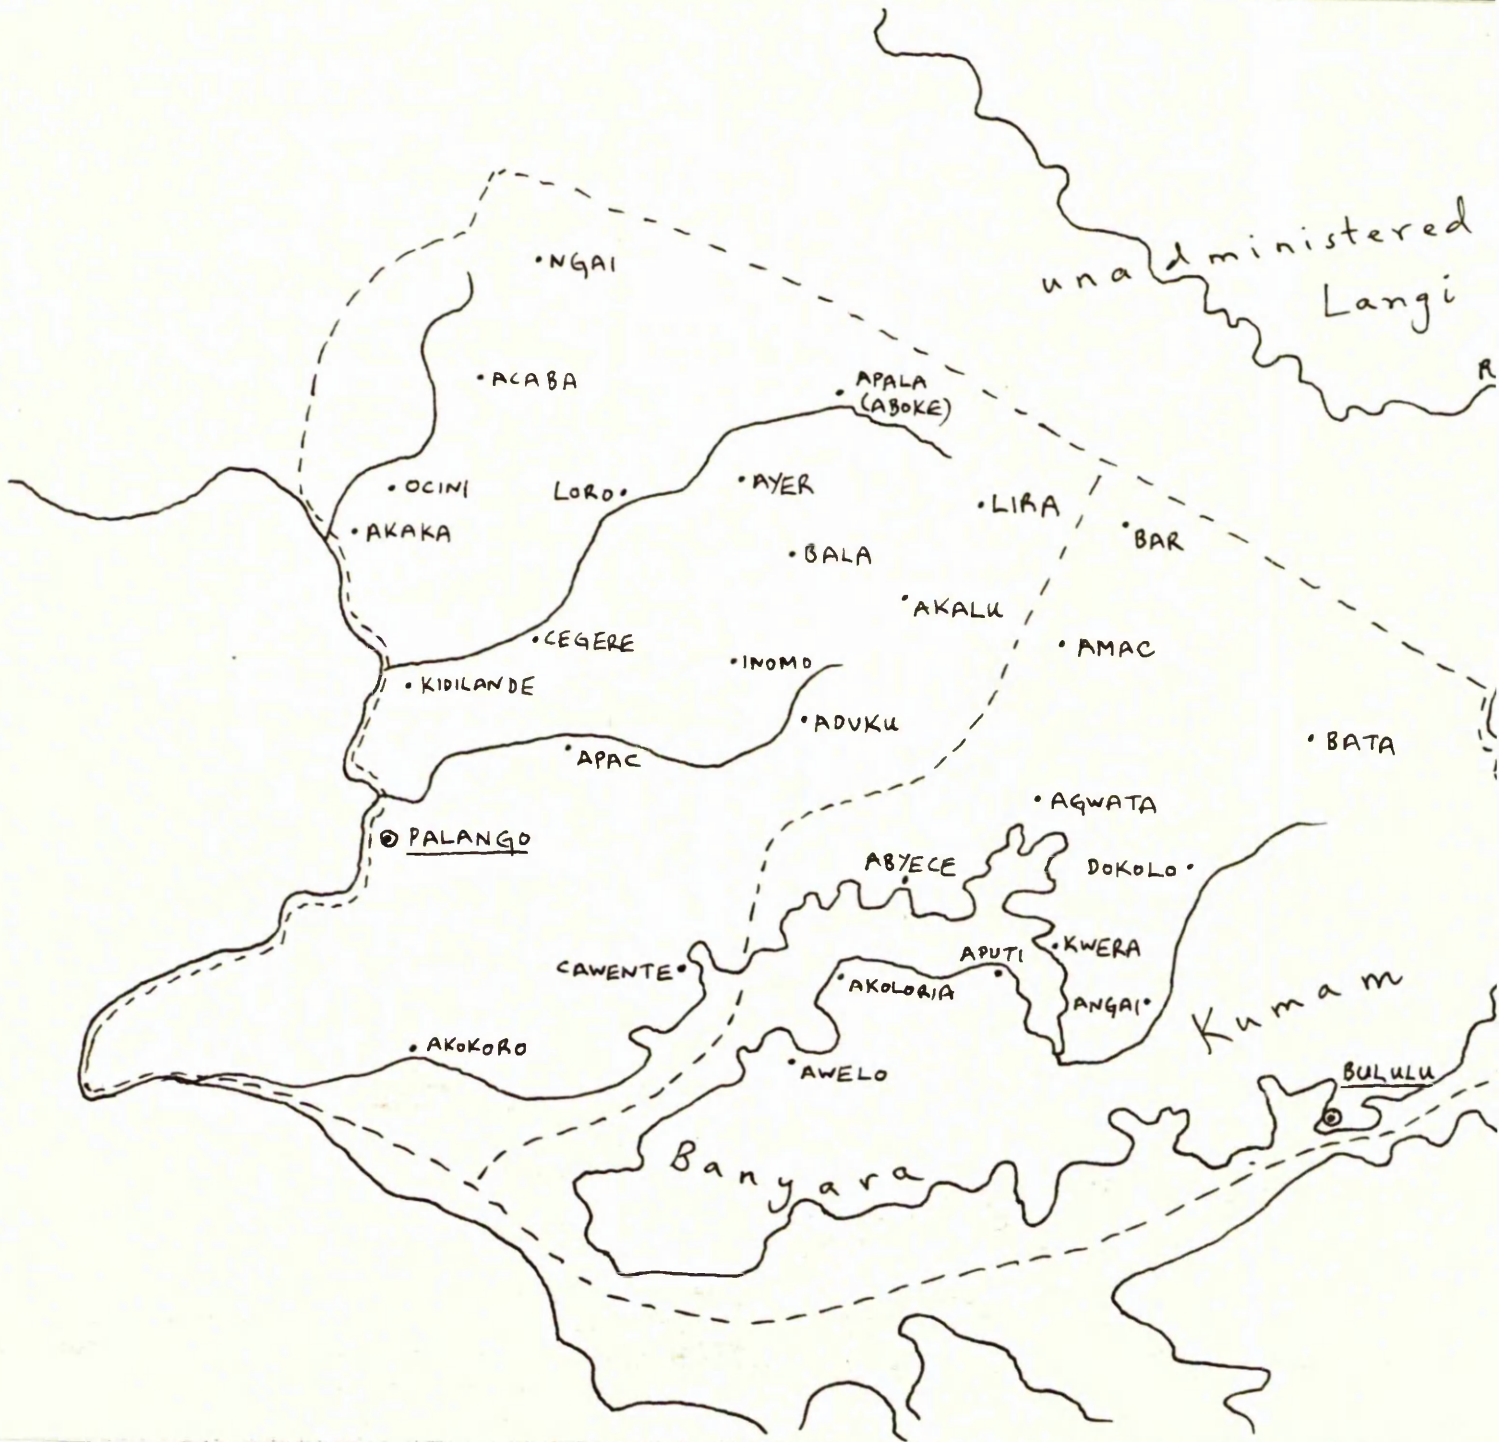 unadministered
Langi
NGAI
R
ACABA
APALA
(ABOKE)
OCINI
LORO
AYER
LIRA
AKAKA
BAR
BALA
AKALU
CEGERE
INOMO
AMAC
KIDILANDE
ADUKU
BATA
APAC
AGWATA
PALANGO
ABYECE
DOKOLO
KWERA
APUTI
CAWENTE
AKOLORIA
ANGAI
Kumam
AKOKORO
AWELO
BULULU
Banyara